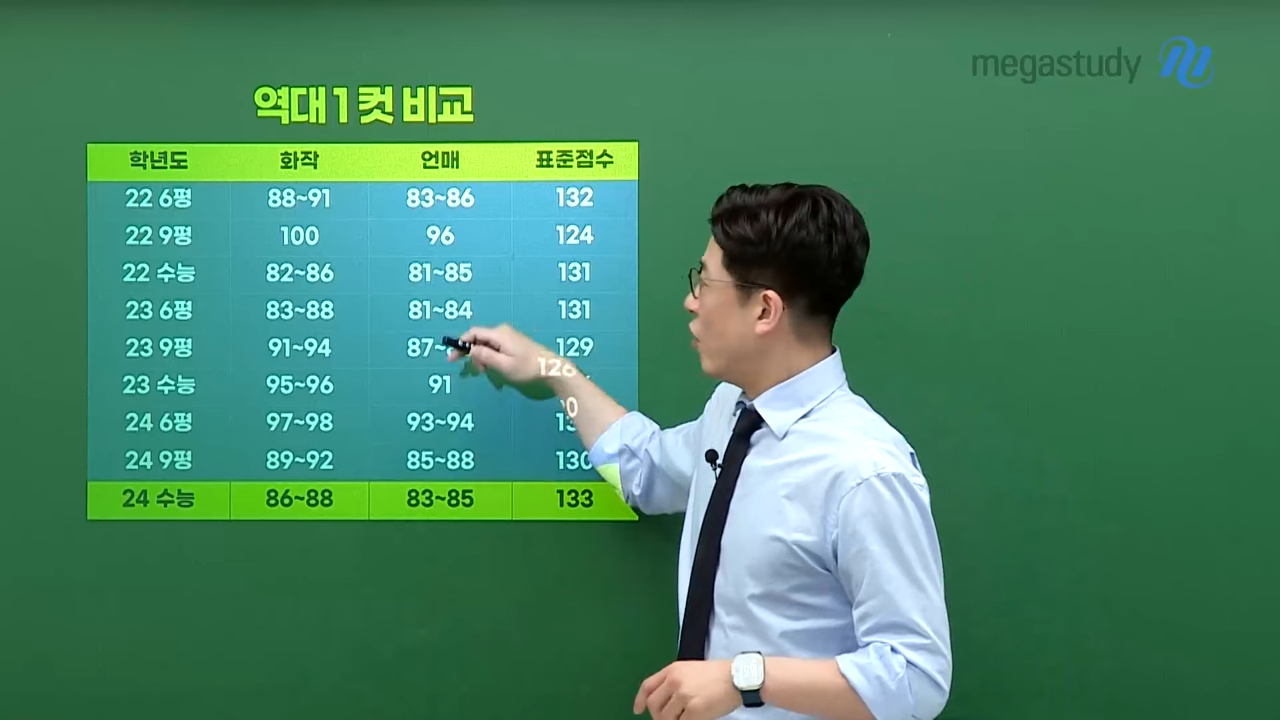 megastudy
역대 1컷 비교
학년도 화작 언매 표준점수
22 6평 88~91 83~86 132
22 9평 100 96 124
22 수능 82~86 81~85 131
23 6평 83~88 81~84 131
23 9평 91~94 129
23 수능 95~96 91 126
24 6평 97~98 93~94
24 9평 89~92 85~88 130
24 수능 86~88 83~85 133